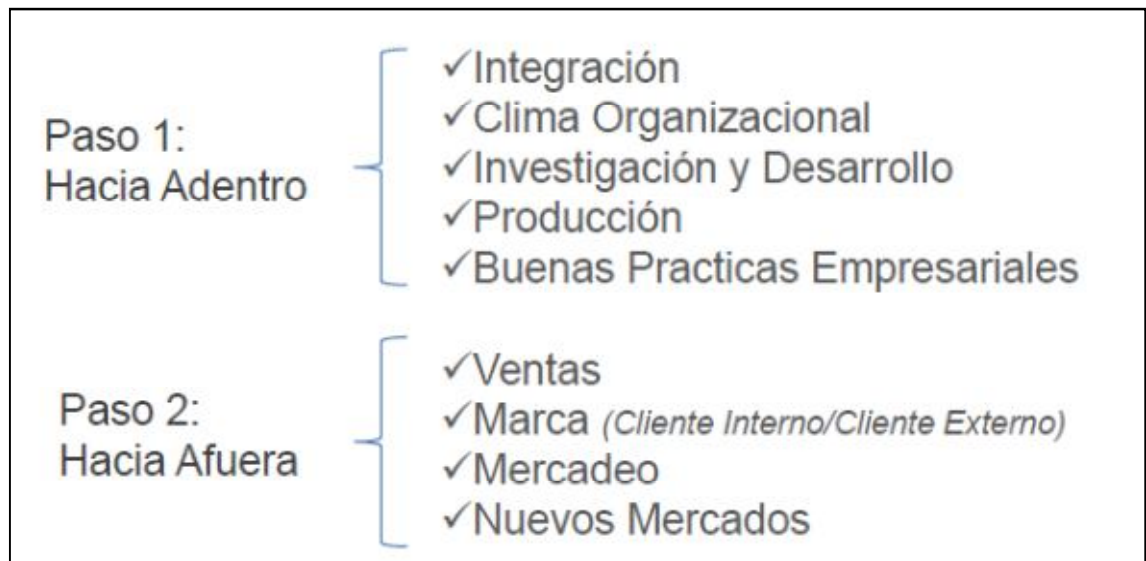 Paso 1:
Hacia Adentro
✓Integración
✓Clima Organizacional
✓Investigación y Desarrollo
✓Producción
✓Buenas Practicas Empresariales
Paso 2:
Hacia Afuera
✓Ventas
✓Marca (Cliente Interno/Cliente Externo)
✓Mercadeo
✓Nuevos Mercados